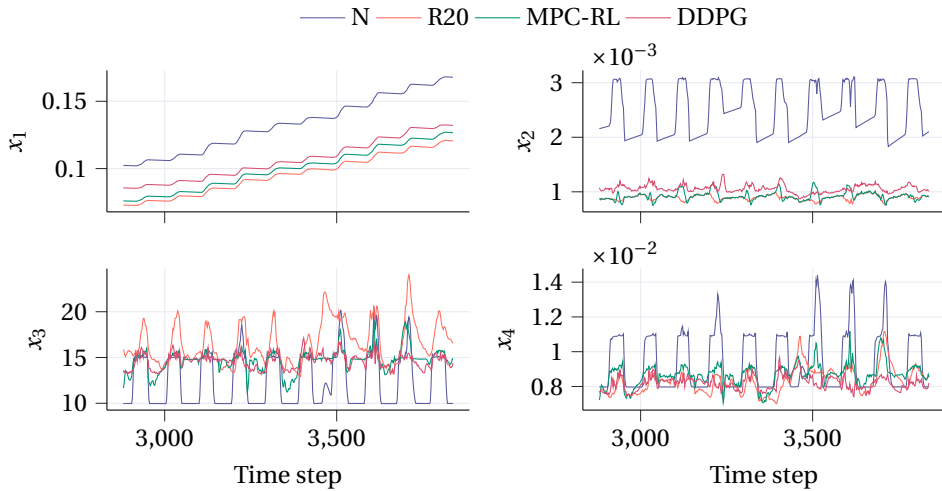 N R20 MPC-RL DDPG
×10⁻³
0.15
0.1
x₁
3
2
1
x₂
×10⁻²
20
15
10
x₃
1.4
1.2
1
0.8
x₄
3,000 3,500
3,000 3,500
Time step
Time step